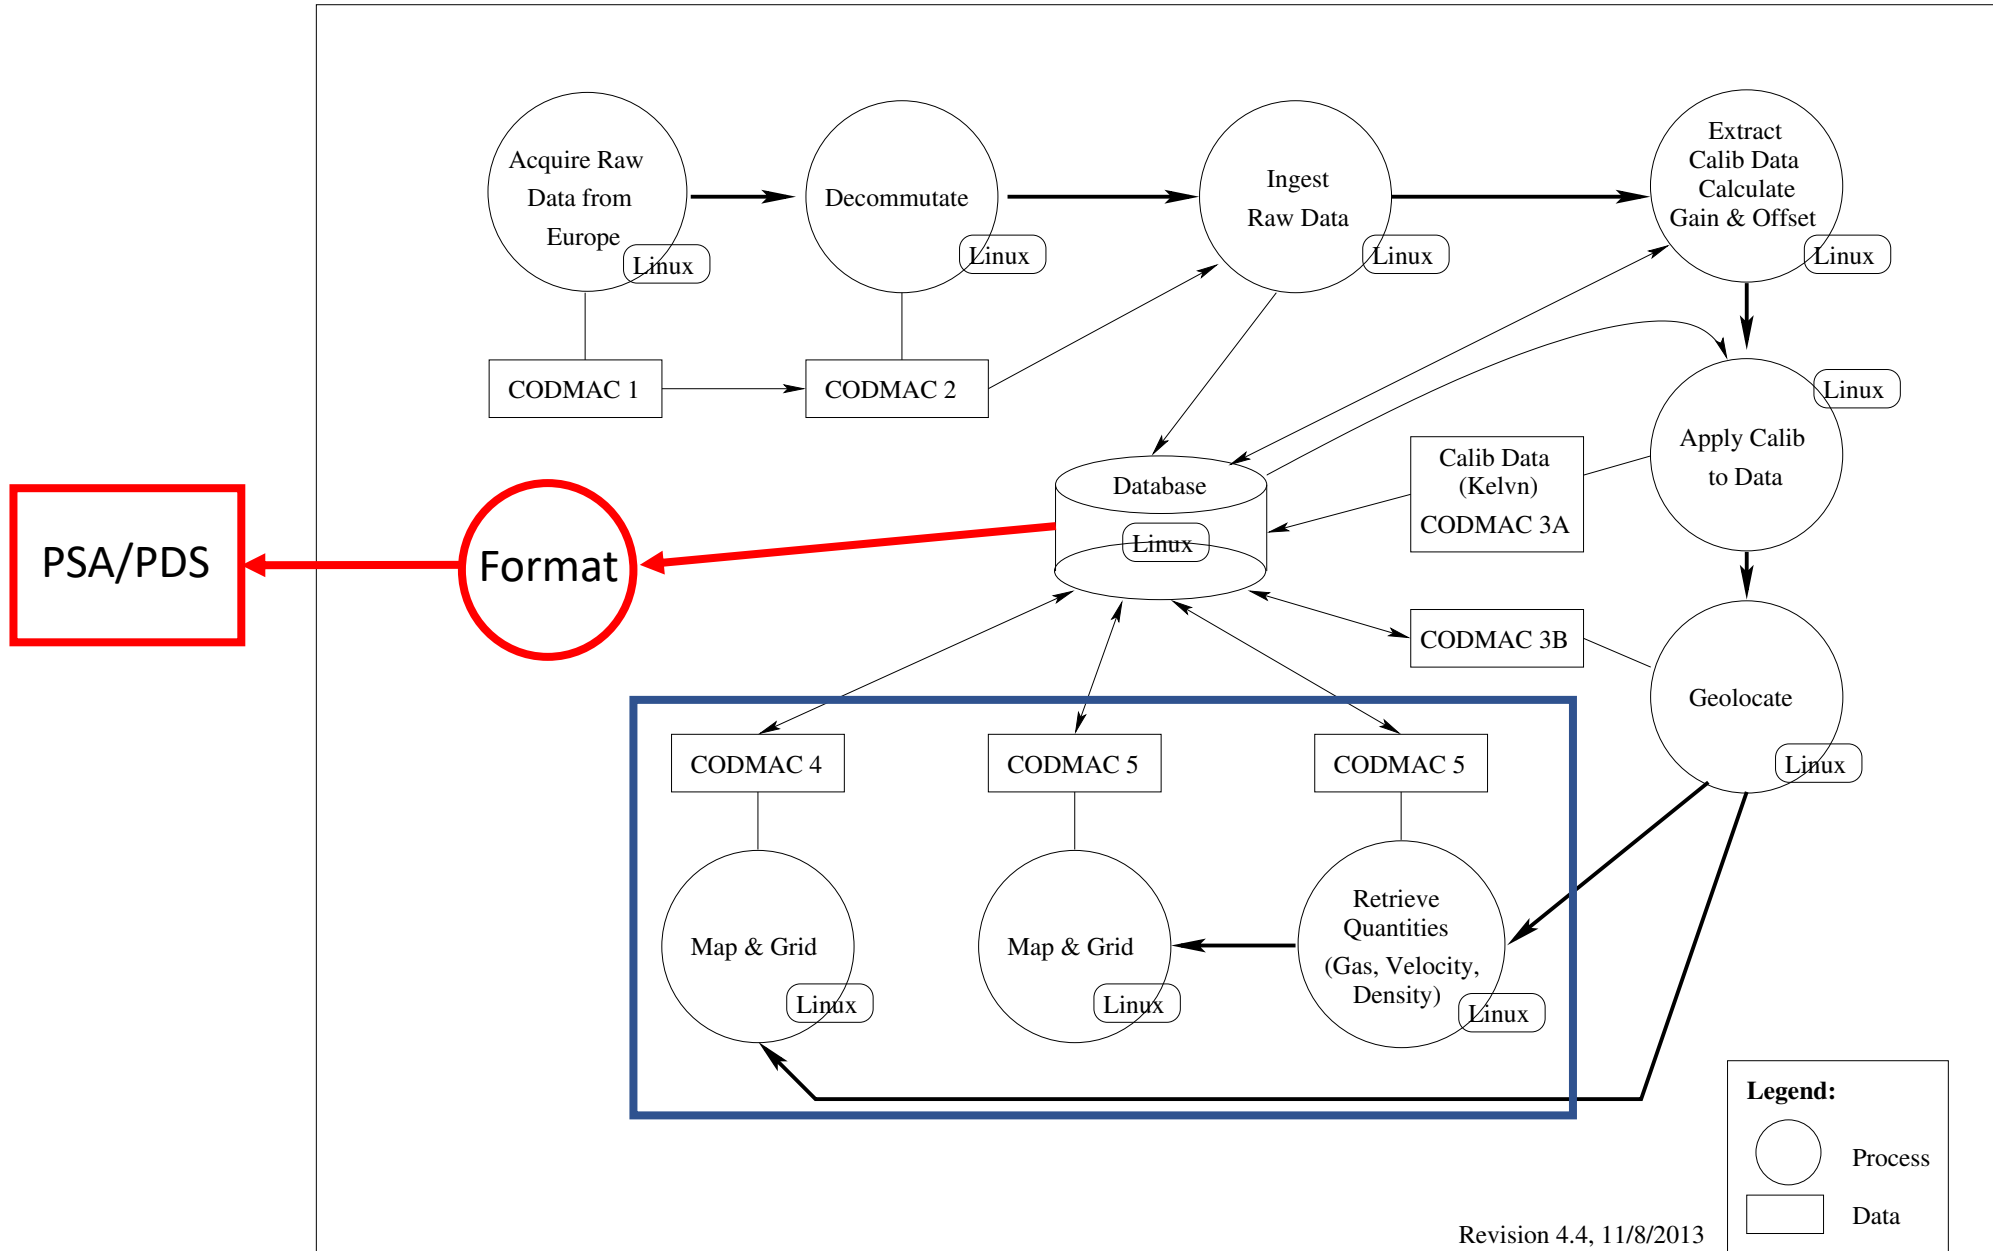 Acquire Raw
Data from
Europe
Linux
Decommutate
Linux
Ingest
Raw Data
Linux
Extract
Calib Data
Calculate
Gain & Offset
Linux
CODMAC 1
CODMAC 2
Linux
Apply Calib
to Data
Calib Data
(Kelvn)
CODMAC 3A
Database
Linux
PSA/PDS
Format
CODMAC 3B
Geolocate
Linux
CODMAC 4
CODMAC 5
CODMAC 5
Map & Grid
Linux
Map & Grid
Linux
Retrieve
Quantities
(Gas, Velocity,
Density)
Linux
Legend:
Process
Data
Revision 4.4, 11/8/2013